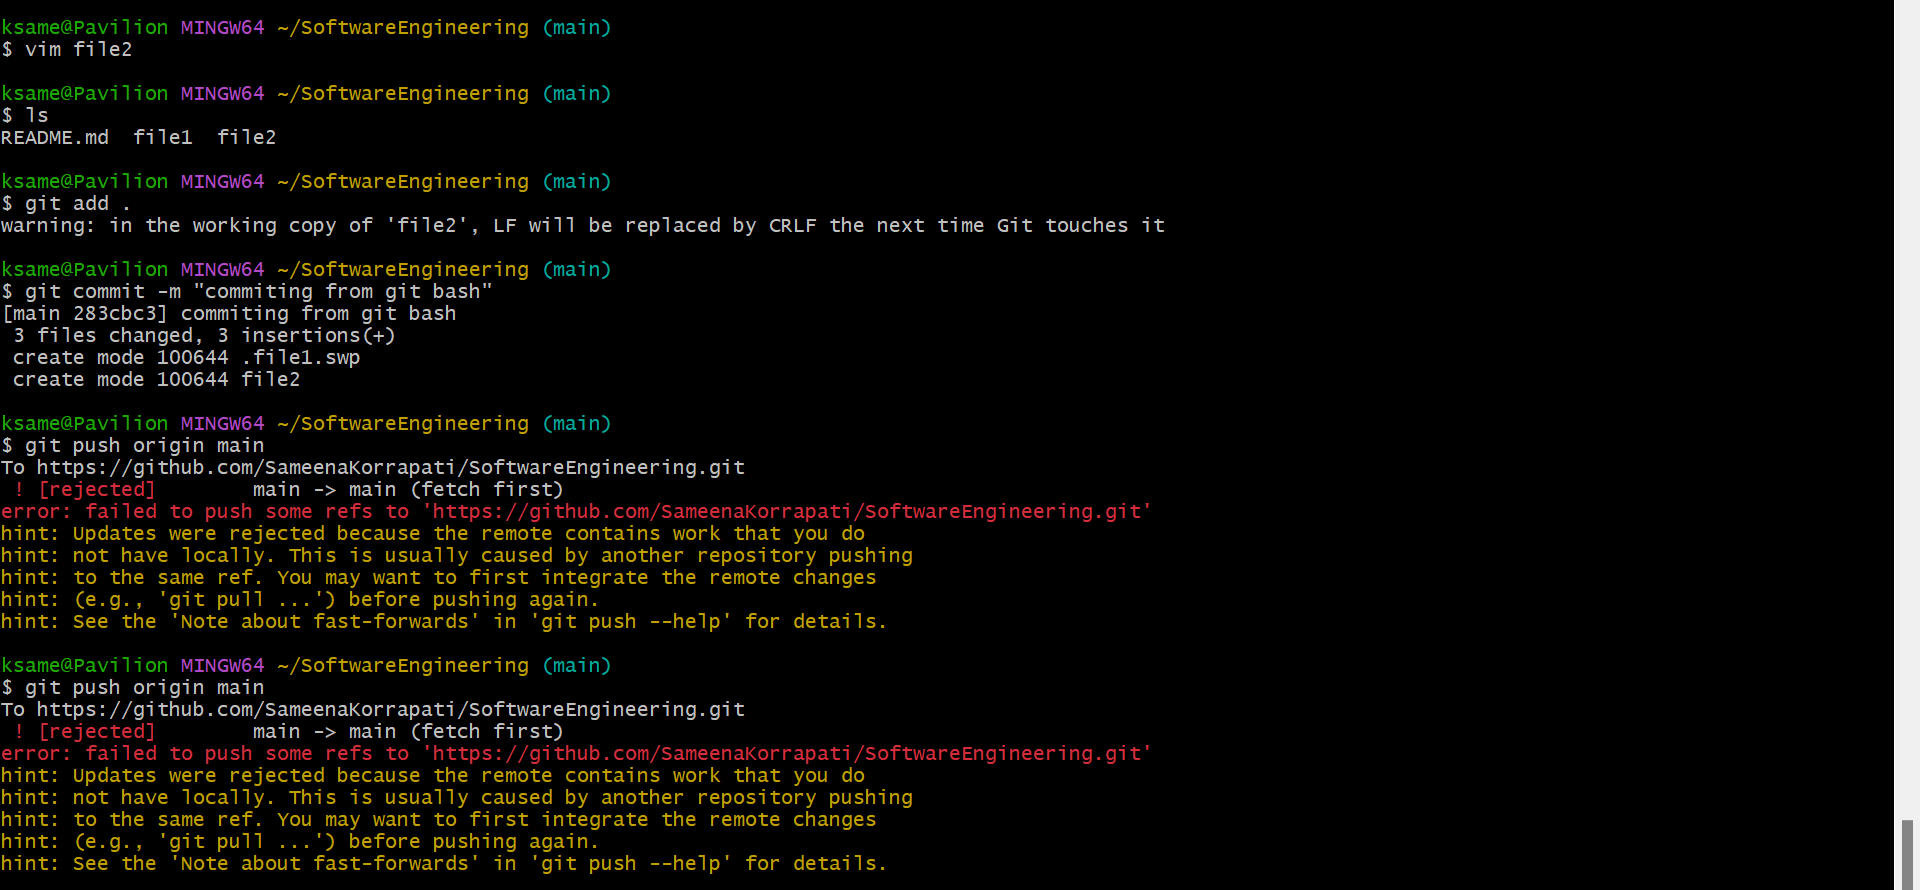 ksame@Pavilion MINGW64 ~/SoftwareEngineering (main)
$ vim file2
ksame@Pavilion MINGW64 ~/SoftwareEngineering (main)
$ ls
README.md  file1  file2
ksame@Pavilion MINGW64 ~/SoftwareEngineering (main)
$ git add .
warning: in the working copy of 'file2', LF will be replaced by CRLF the next time Git touches it
ksame@Pavilion MINGW64 ~/SoftwareEngineering (main)
$ git commit -m "commiting from git bash"
[main 283cbc3] commiting from git bash
 3 files changed, 3 insertions(+)
 create mode 100644 .file1.swp
 create mode 100644 file2
ksame@Pavilion MINGW64 ~/SoftwareEngineering (main)
$ git push origin main
To https://github.com/SameenaKorrapati/SoftwareEngineering.git
 ! [rejected]        main -> main (fetch first)
error: failed to push some refs to 'https://github.com/SameenaKorrapati/SoftwareEngineering.git'
hint: Updates were rejected because the remote contains work that you do
hint: not have locally. This is usually caused by another repository pushing
hint: to the same ref. You may want to first integrate the remote changes
hint: (e.g., 'git pull ...') before pushing again.
hint: See the 'Note about fast-forwards' in 'git push --help' for details.
ksame@Pavilion MINGW64 ~/SoftwareEngineering (main)
$ git push origin main
To https://github.com/SameenaKorrapati/SoftwareEngineering.git
 ! [rejected]        main -> main (fetch first)
error: failed to push some refs to 'https://github.com/SameenaKorrapati/SoftwareEngineering.git'
hint: Updates were rejected because the remote contains work that you do
hint: not have locally. This is usually caused by another repository pushing
hint: to the same ref. You may want to first integrate the remote changes
hint: (e.g., 'git pull ...') before pushing again.
hint: See the 'Note about fast-forwards' in 'git push --help' for details.